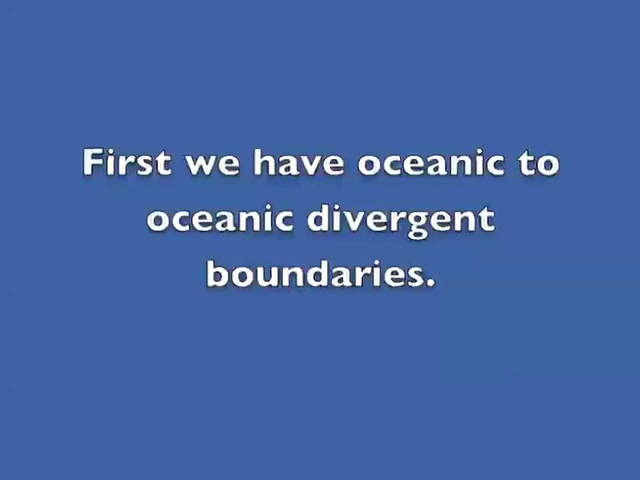 First we have oceanic to
oceanic divergent
boundaries.